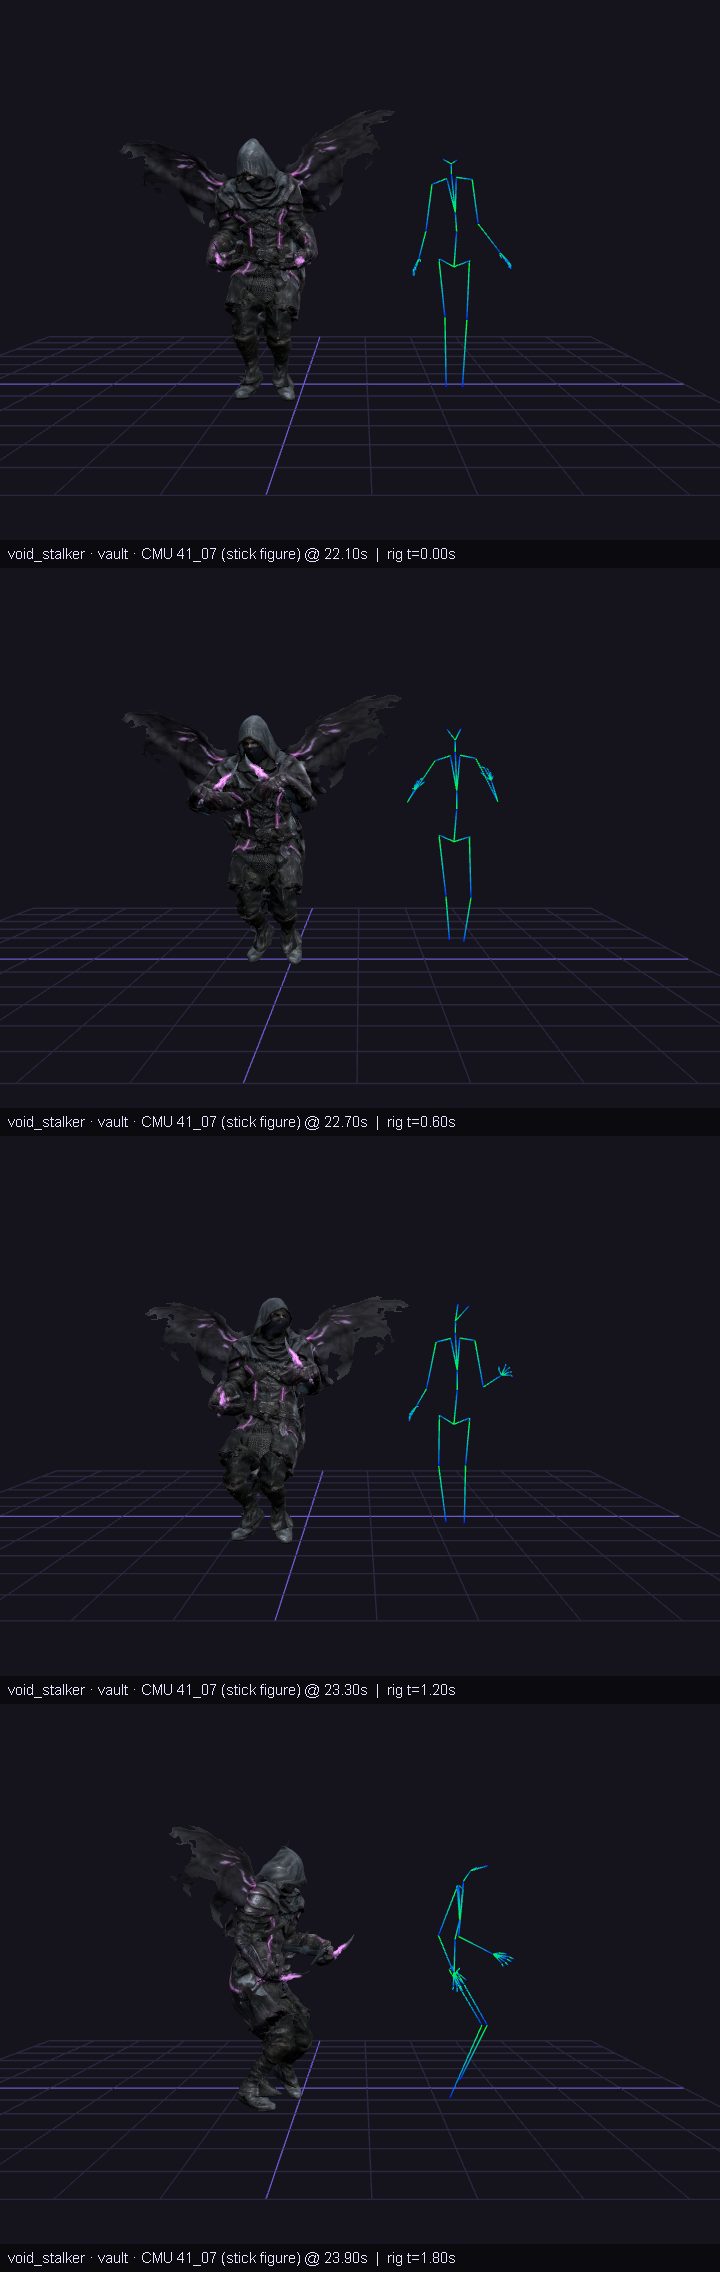 void_stalker · vault · CMU 41_07 (stick figure) @ 22.10s | rig t=0.00s
void_stalker · vault · CMU 41_07 (stick figure) @ 22.70s | rig t=0.60s
void_stalker · vault · CMU 41_07 (stick figure) @ 23.30s | rig t=1.20s
void_stalker · vault · CMU 41_07 (stick figure) @ 23.90s | rig t=1.80s